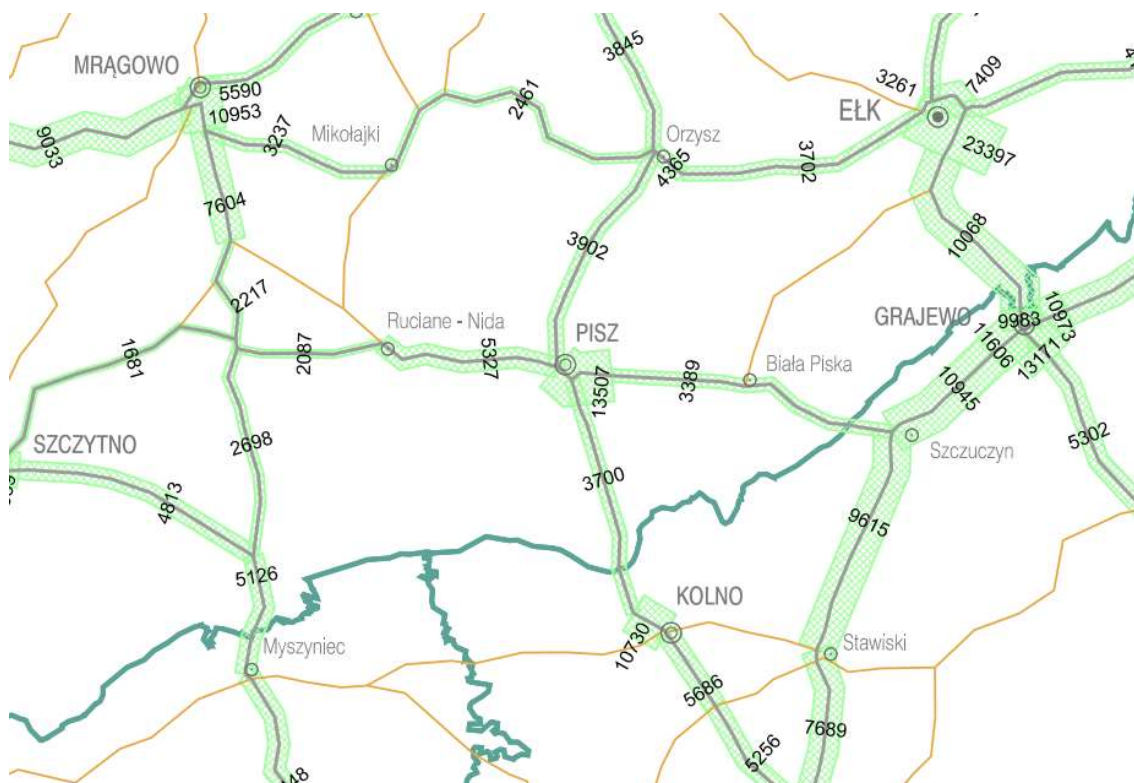 3845
3261
7409
MRĄGOWO
5590
10953
2461
EŁK
9033
3237
Mikołajki
Orzysz
4365
3702
23397
7604
3902
10068
2217
Ruciane - Nida
PISZ
GRAJEWO
9983
10973
11606
13171
1681
2087
5327
13507
3389
Biała Piska
10945
SZCZYTNO
2698
5302
Szczuczyn
4813
3700
9615
5126
KOLNO
Myszyniec
10730
Stawiski
5686
7689
5256